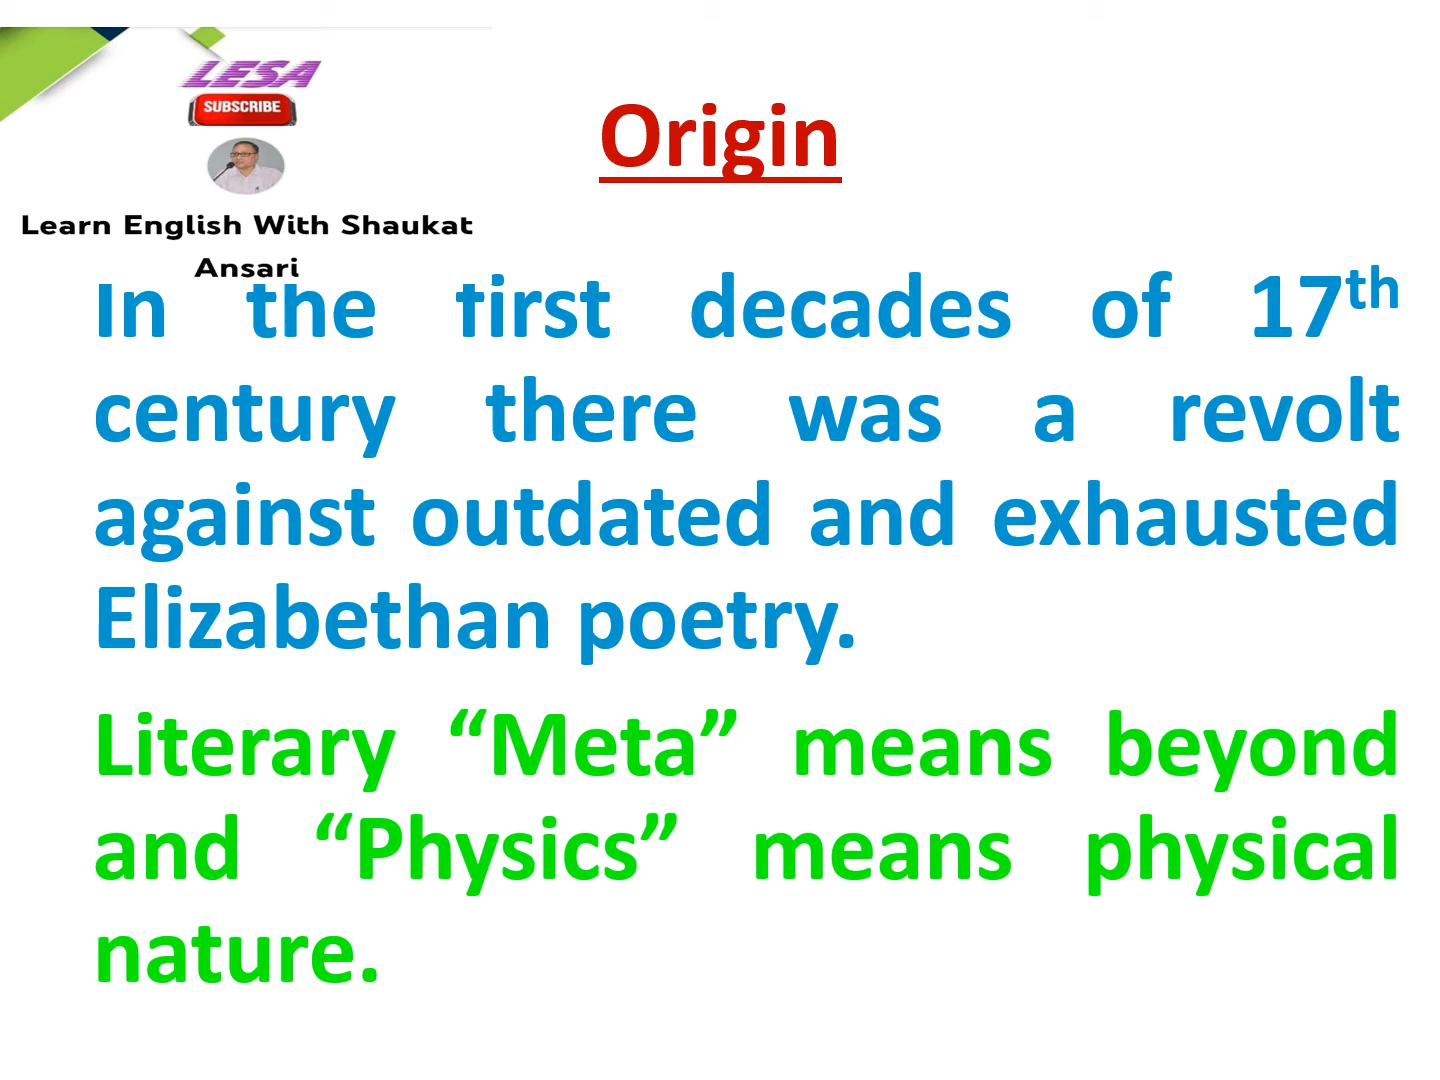 LESA
SUBSCRIBE
Origin
Learn English With Shaukat
Ansari
In the first decades of 17th
century there was a revolt
against outdated and exhausted
Elizabethan poetry.
Literary “Meta” means beyond
and “Physics” means physical
nature.